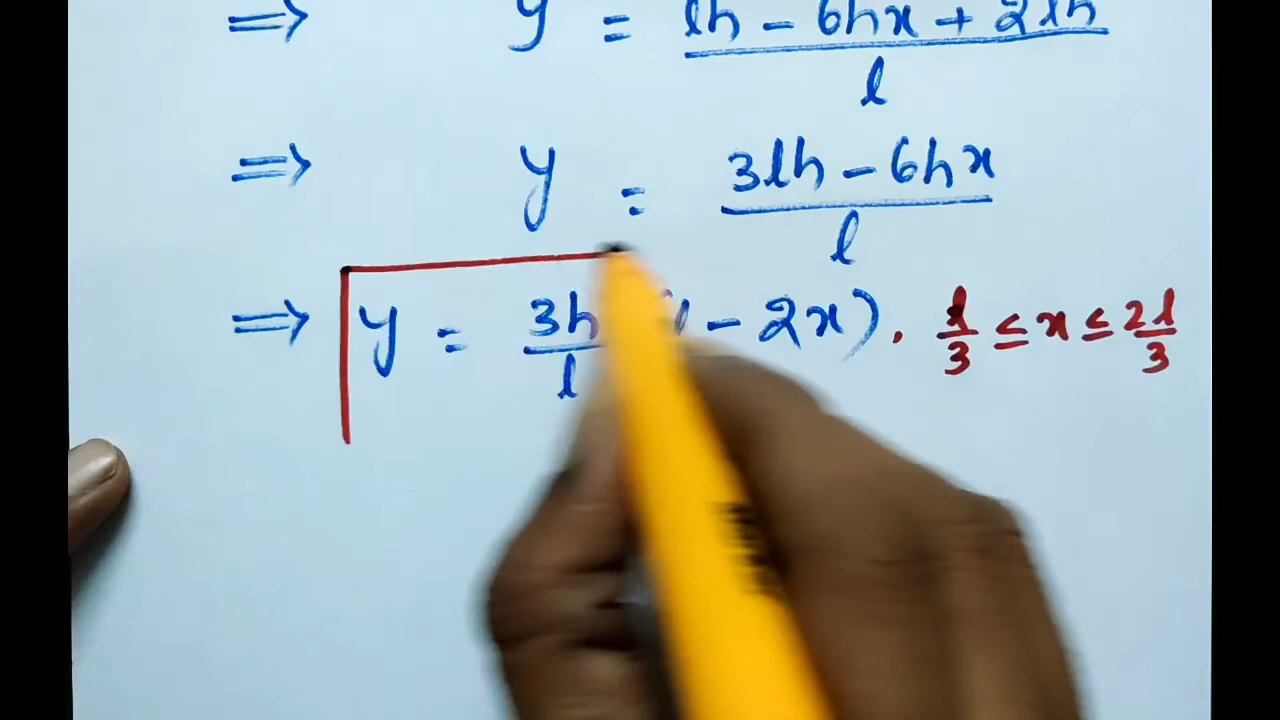 ⇒ y = (lh - 6hx + 2lh) / l
⇒ y = (3lh - 6hx) / l
⇒ y = (3h / l) (l - 2x). l/3 ≤ x ≤ 2l/3